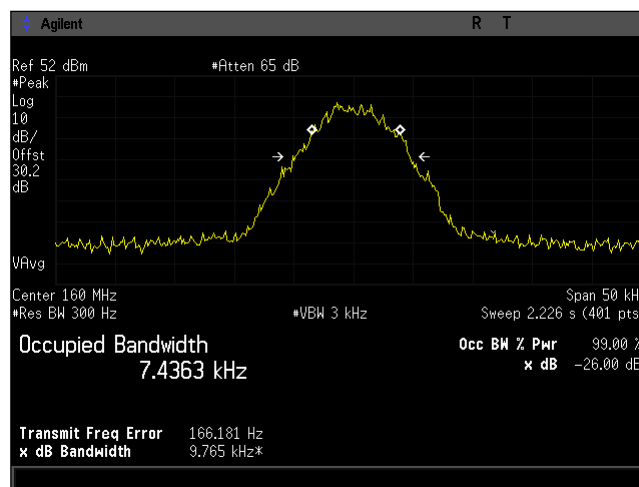 Agilent R T
Ref 52 dBm #Atten 65 dB
#Peak
Log
10
dB/
Offst
30.2
dB
VAvg
Center 160 MHz Span 50 kH
#Res BW 300 Hz #VBW 3 kHz Sweep 2.226 s (401 pts
Occupied Bandwidth Occ BW % Pwr 99.00 %
7.4363 kHz x dB -26.00 dB
Transmit Freq Error 166.181 Hz
x dB Bandwidth 9.765 kHz*